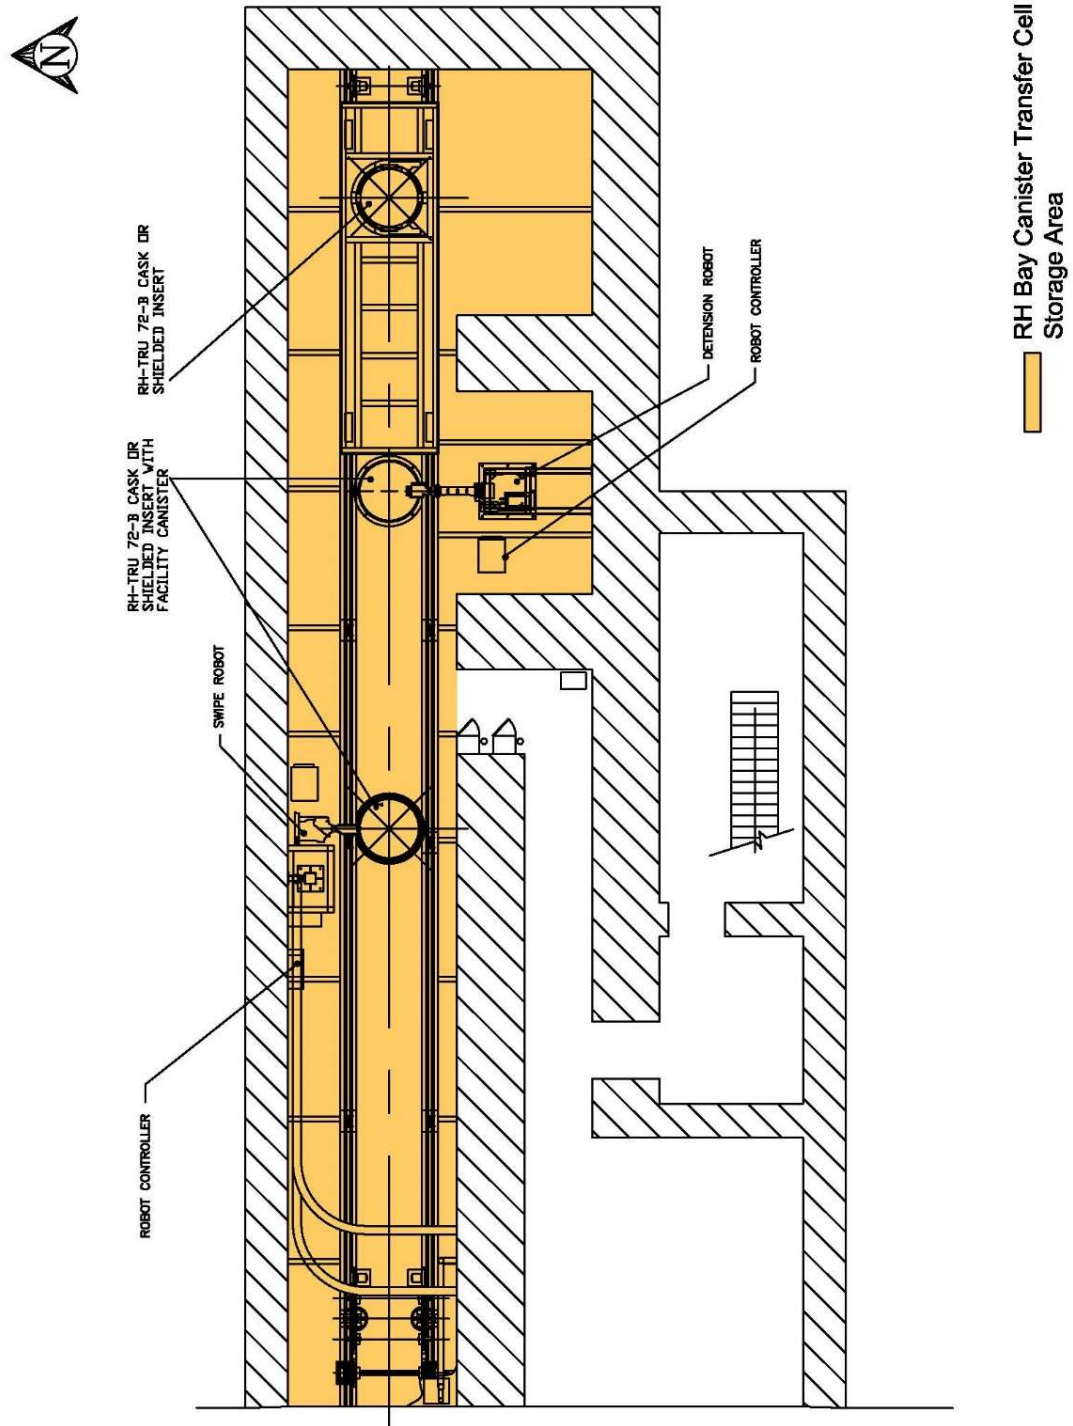 N
RH-TRU 72-B CASK OR
SHIELDED INSERT
RH-TRU 72-B CASK OR
SHIELDED INSERT WITH
FACILITY CANISTER
SWIPE ROBOT
ROBOT CONTROLLER
DETENSION ROBOT
ROBOT CONTROLLER
RH Bay Canister Transfer Cell
Storage Area